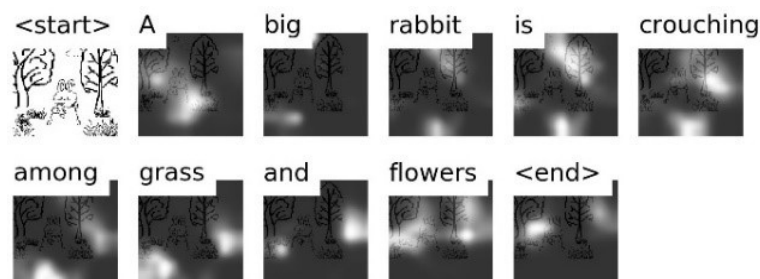 <start> A big rabbit is crouching
among grass and flowers <end>